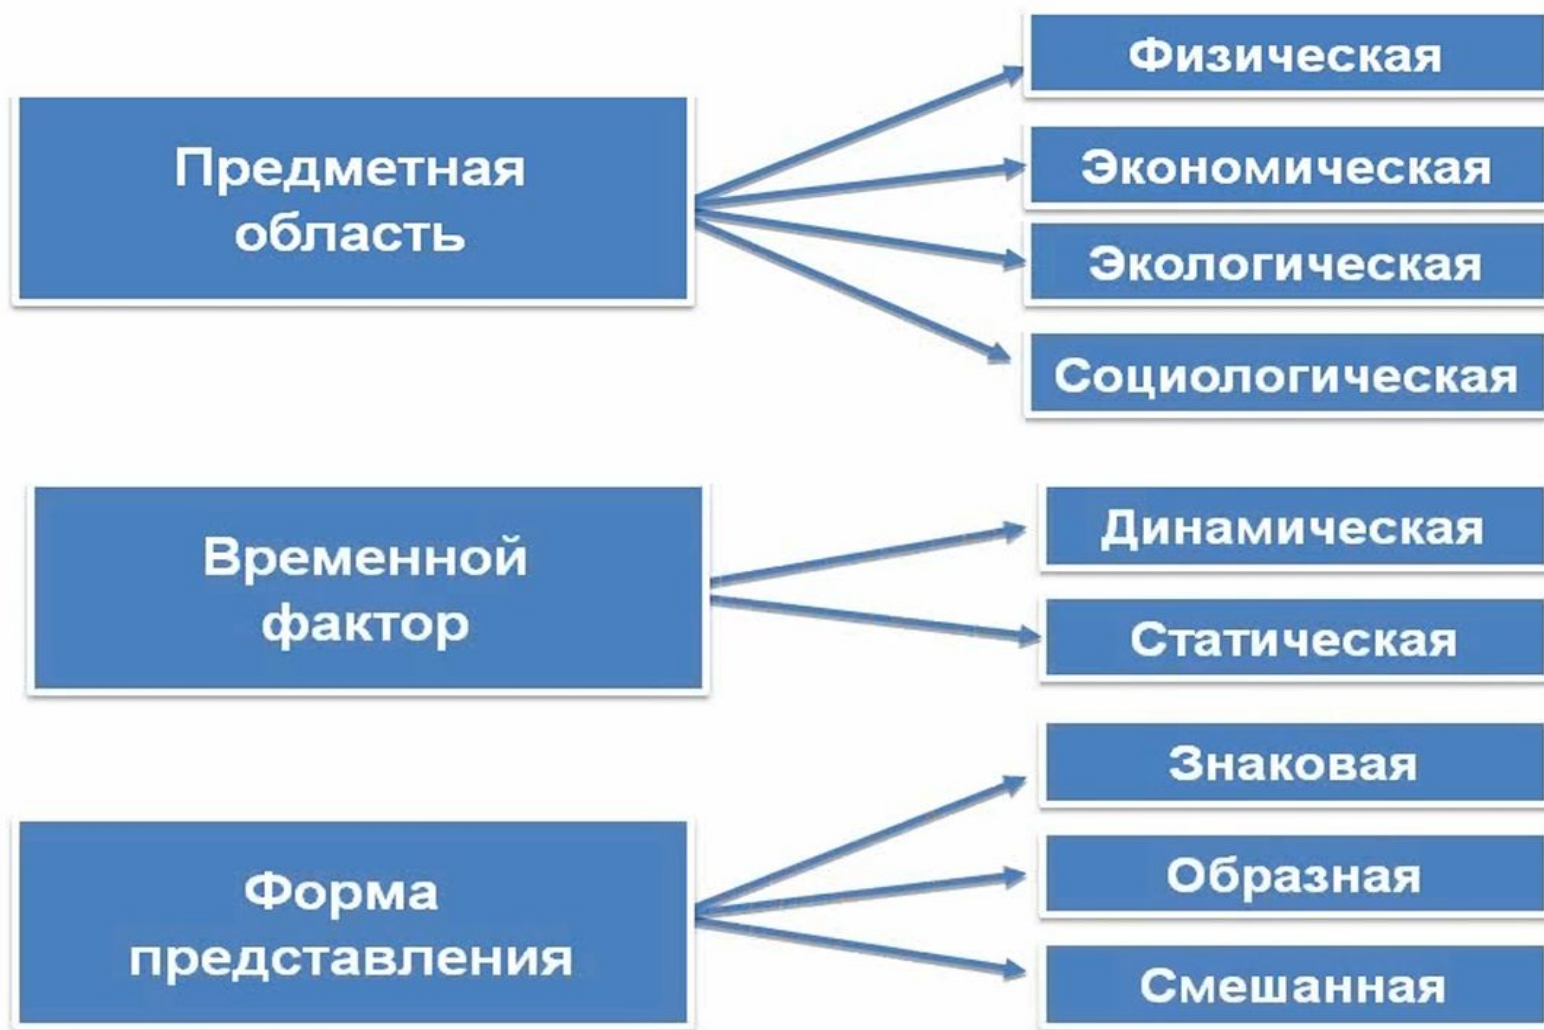 Предметная
область
Физическая
Экономическая
Экологическая
Социологическая
Временной
фактор
Динамическая
Статическая
Форма
представления
Знаковая
Образная
Смешанная